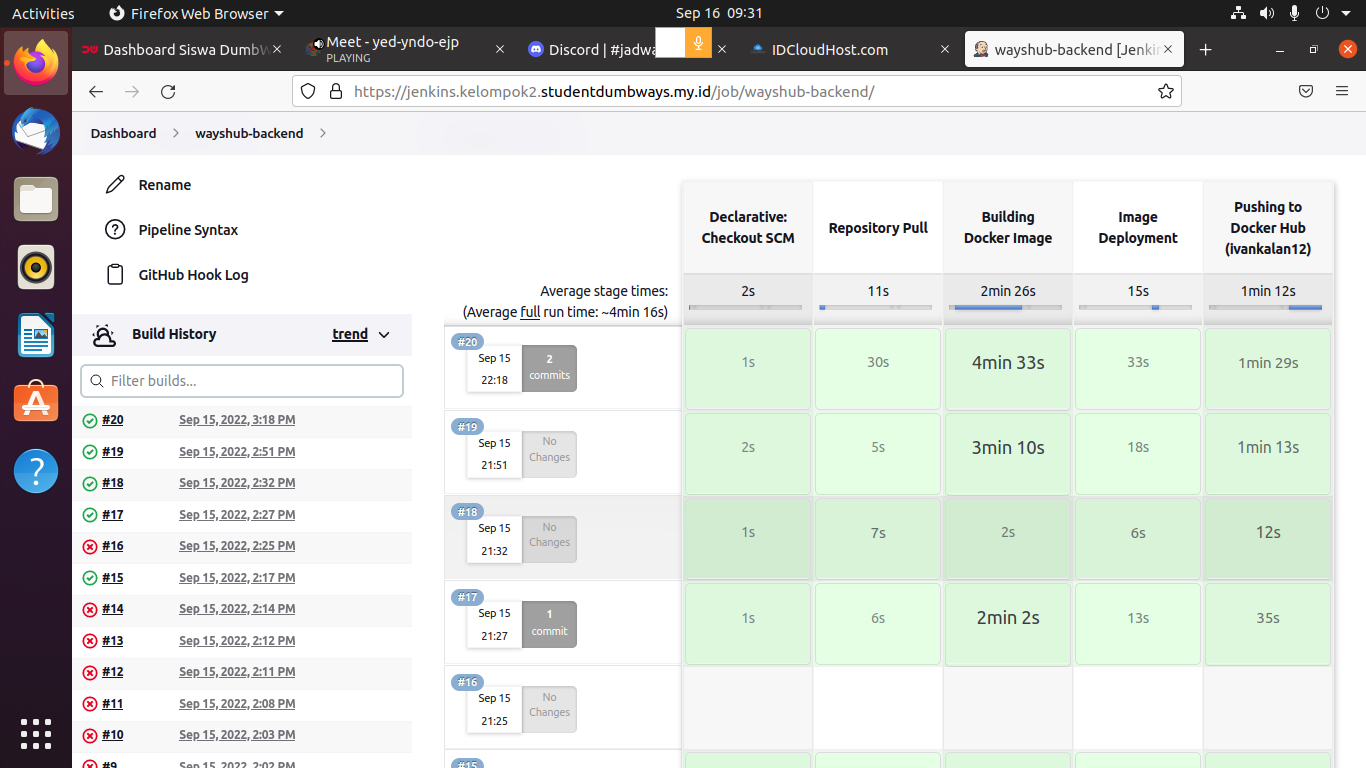 Activities
Firefox Web Browser
Sep 16 09:31
Dashboard Siswa DumbW
Meet - yed-yndo-ejp
PLAYING
Discord | #jadwa
IDCloudHost.com
wayshub-backend [Jenkin
https://jenkins.kelompok2.studentdumbways.my.id/job/wayshub-backend/
Dashboard
wayshub-backend
Rename
Pipeline Syntax
GitHub Hook Log
Build History
trend
Filter builds...
#20 Sep 15, 2022, 3:18 PM
#19 Sep 15, 2022, 2:51 PM
#18 Sep 15, 2022, 2:32 PM
#17 Sep 15, 2022, 2:27 PM
#16 Sep 15, 2022, 2:25 PM
#15 Sep 15, 2022, 2:17 PM
#14 Sep 15, 2022, 2:14 PM
#13 Sep 15, 2022, 2:12 PM
#12 Sep 15, 2022, 2:11 PM
#11 Sep 15, 2022, 2:08 PM
#10 Sep 15, 2022, 2:03 PM
#9 Sep 15, 2022, 2:02 PM
Declarative:
Checkout SCM
Repository Pull
Building
Docker Image
Image
Deployment
Pushing to
Docker Hub
(ivankalan12)
Average stage times:
(Average full run time: ~4min 16s)
2s
11s
2min 26s
15s
1min 12s
#20
Sep 15
22:18
2
commits
1s
30s
4min 33s
33s
1min 29s
#19
Sep 15
21:51
No
Changes
2s
5s
3min 10s
18s
1min 13s
#18
Sep 15
21:32
No
Changes
1s
7s
2s
6s
12s
#17
Sep 15
21:27
1
commit
1s
6s
2min 2s
13s
35s
#16
Sep 15
21:25
No
Changes
#15